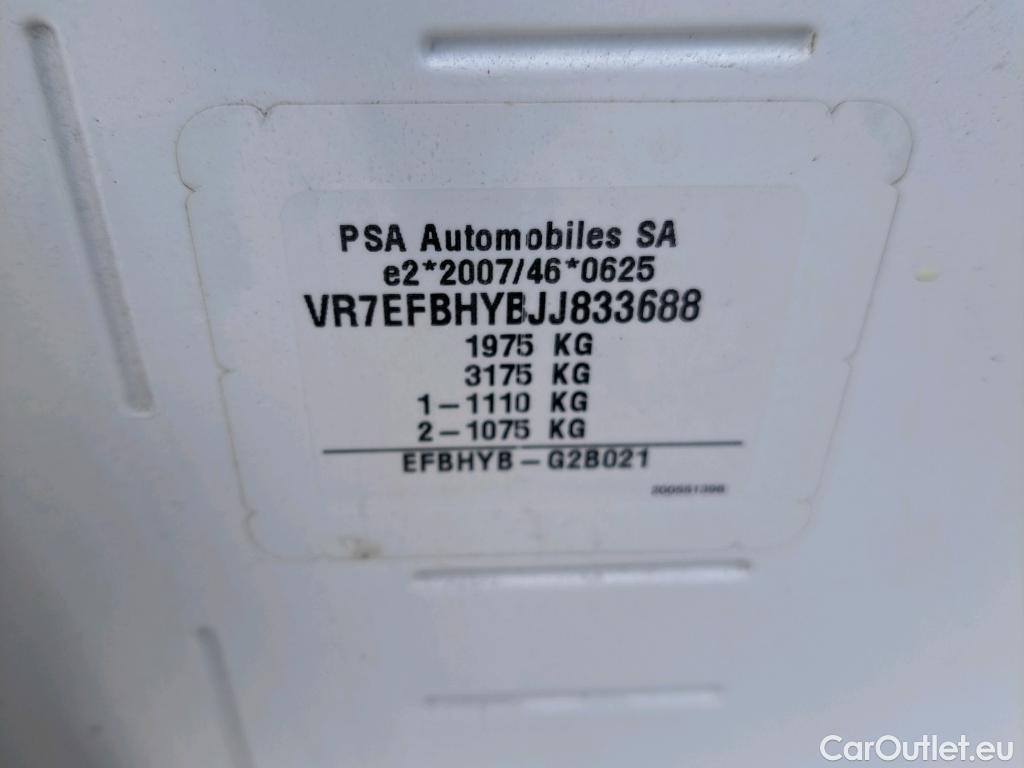 PSA Automobiles SA
e2*2007/46*0625
VR7EFBHYBJJ833688
1975 KG
3175 KG
1-1110 KG
2-1075 KG
EFBHYB-G2B021
CarOutlet.eu